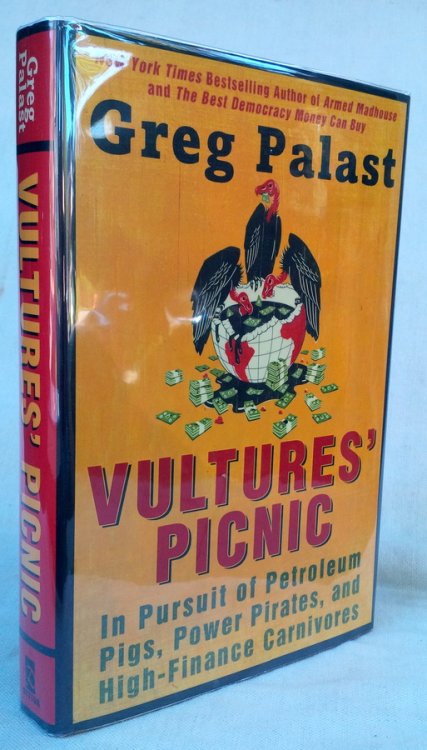 New York Times Bestselling Author of Armed Madhouse
and The Best Democracy Money Can Buy
Greg Palast
VULTURES'
PICNIC
In Pursuit of Petroleum
Pigs, Power Pirates, and
High-Finance Carnivores
Greg
Palast
VULTURES' PICNIC
DUTTON